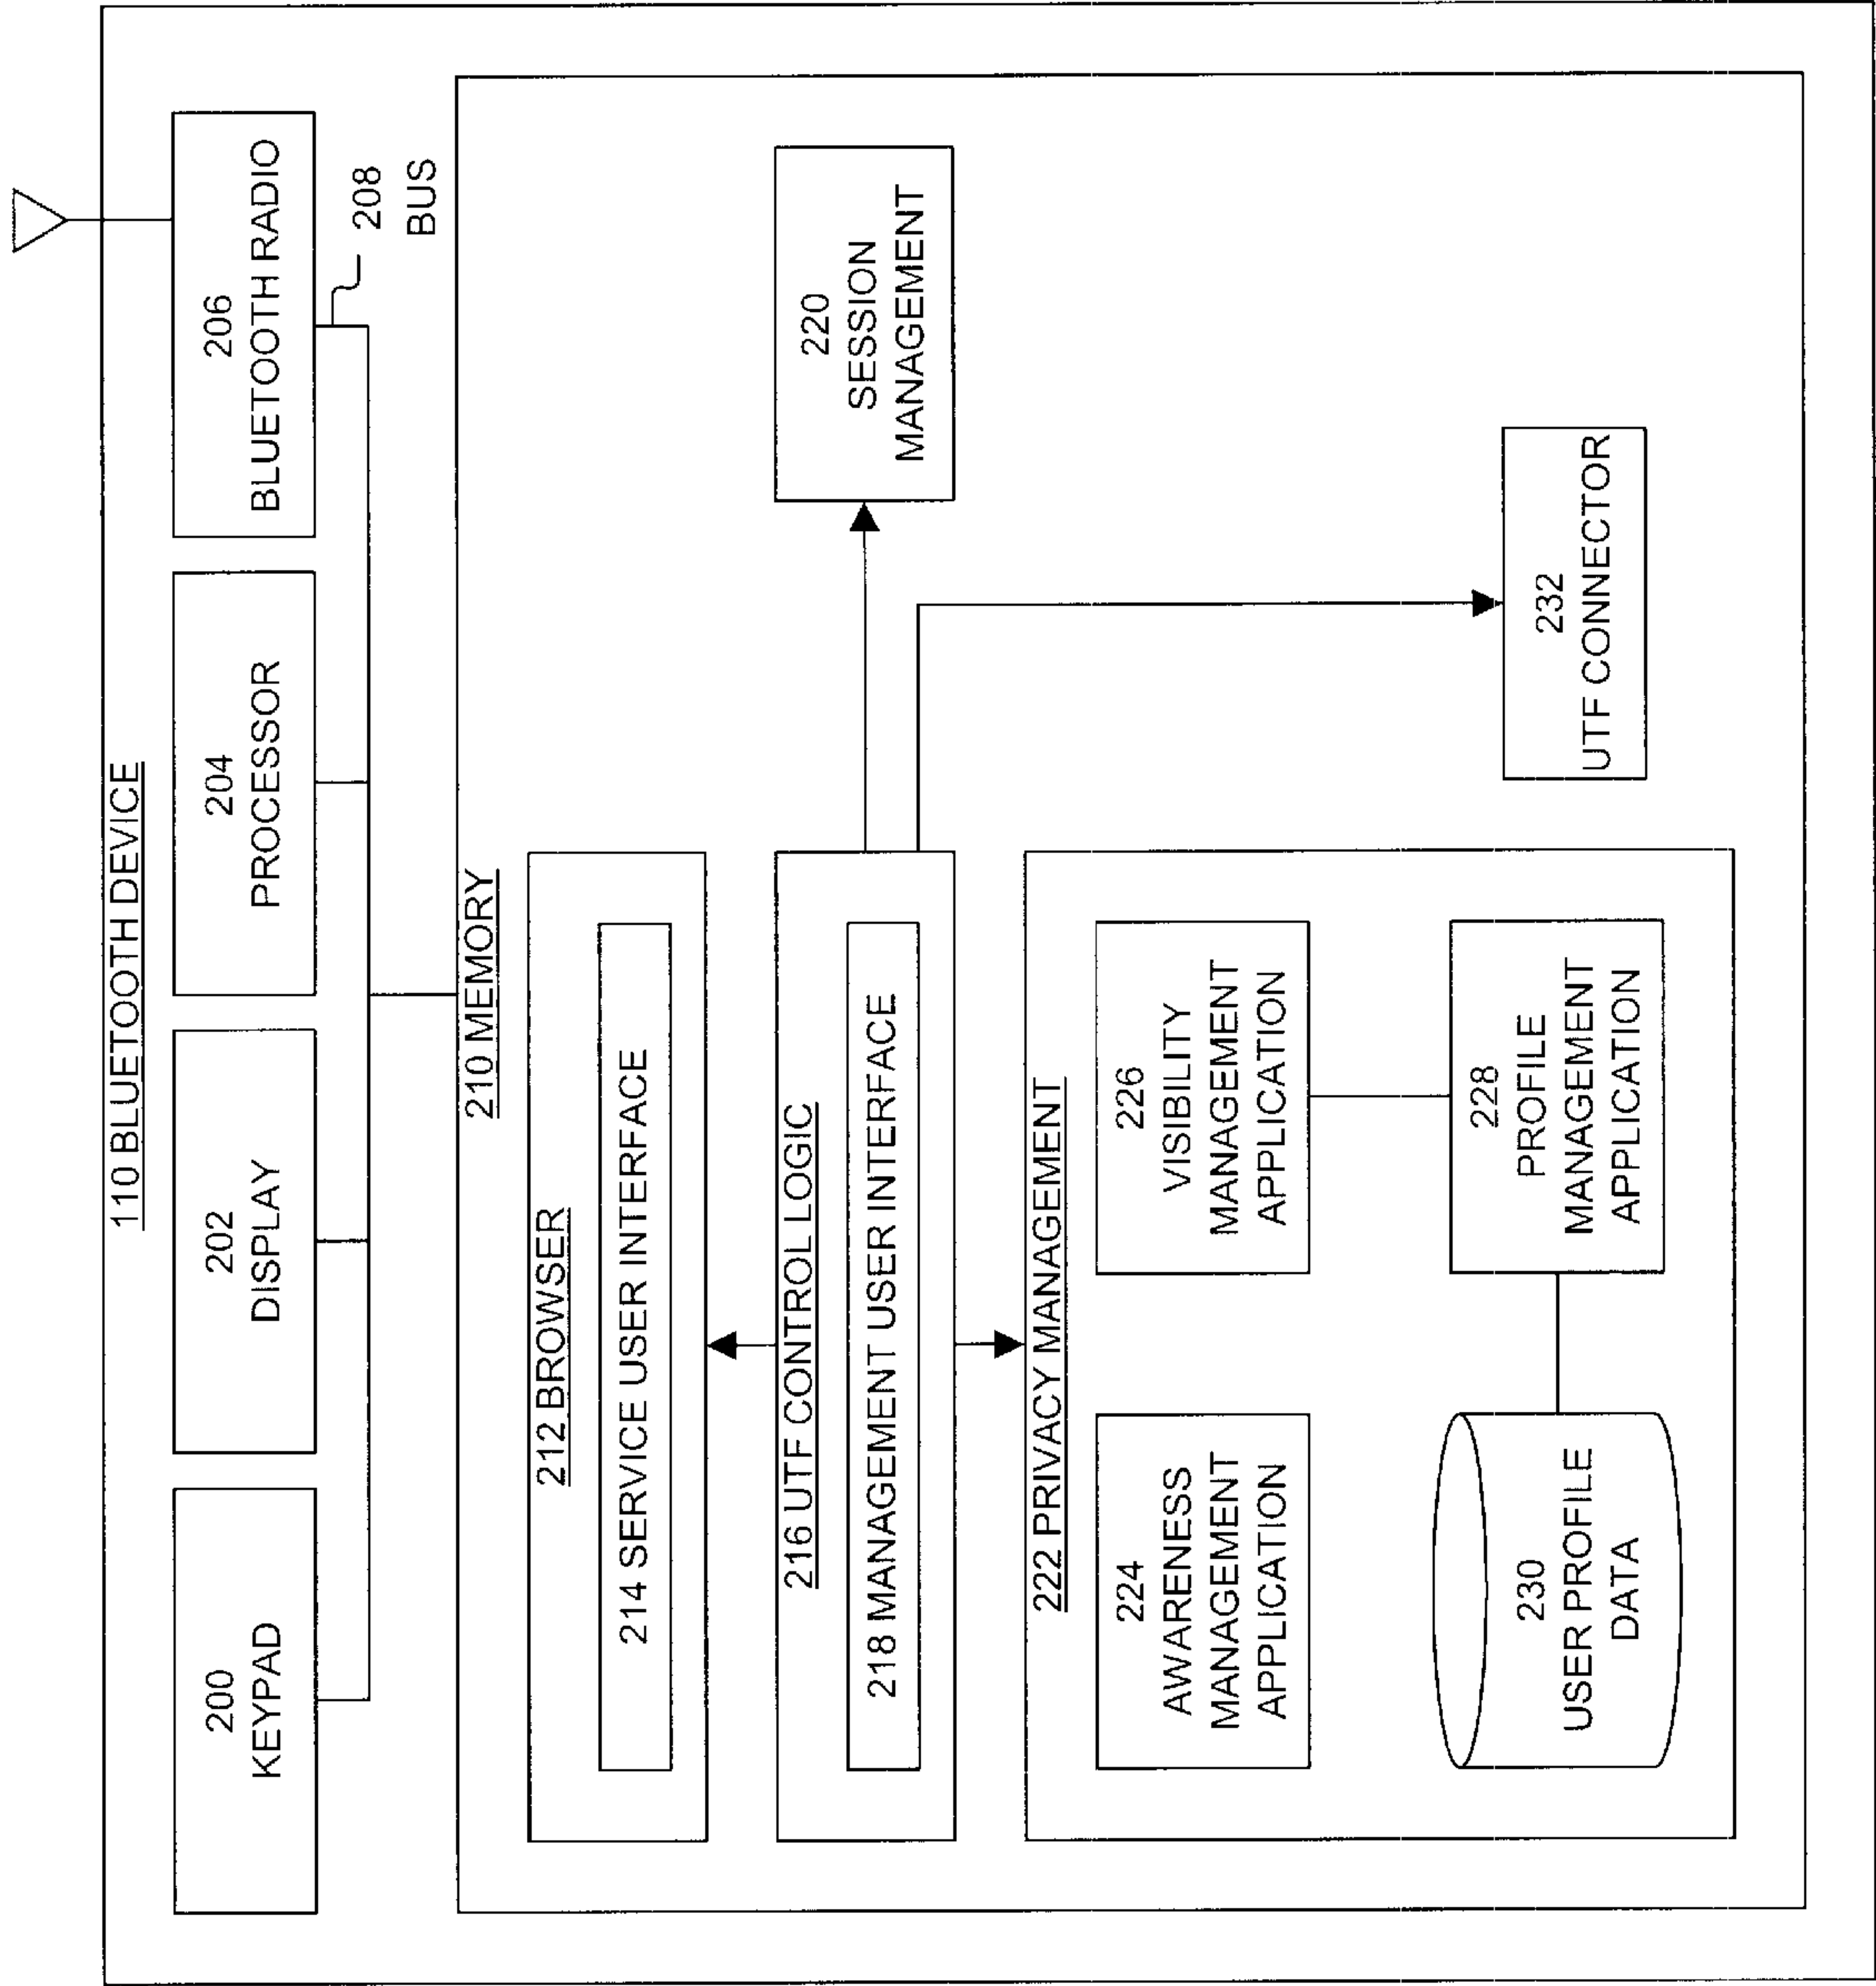 110 BLUETOOTH DEVICE
200
KEYPAD
202
DISPLAY
204
PROCESSOR
206
BLUETOOTH RADIO
208
BUS
210 MEMORY
212 BROWSER
214 SERVICE USER INTERFACE
216 UTF CONTROL LOGIC
218 MANAGEMENT USER INTERFACE
220
SESSION
MANAGEMENT
222 PRIVACY MANAGEMENT
224
AWARENESS
MANAGEMENT
APPLICATION
226
VISIBILITY
MANAGEMENT
APPLICATION
230
USER PROFILE
DATA
228
PROFILE
MANAGEMENT
APPLICATION
232
UTF CONNECTOR